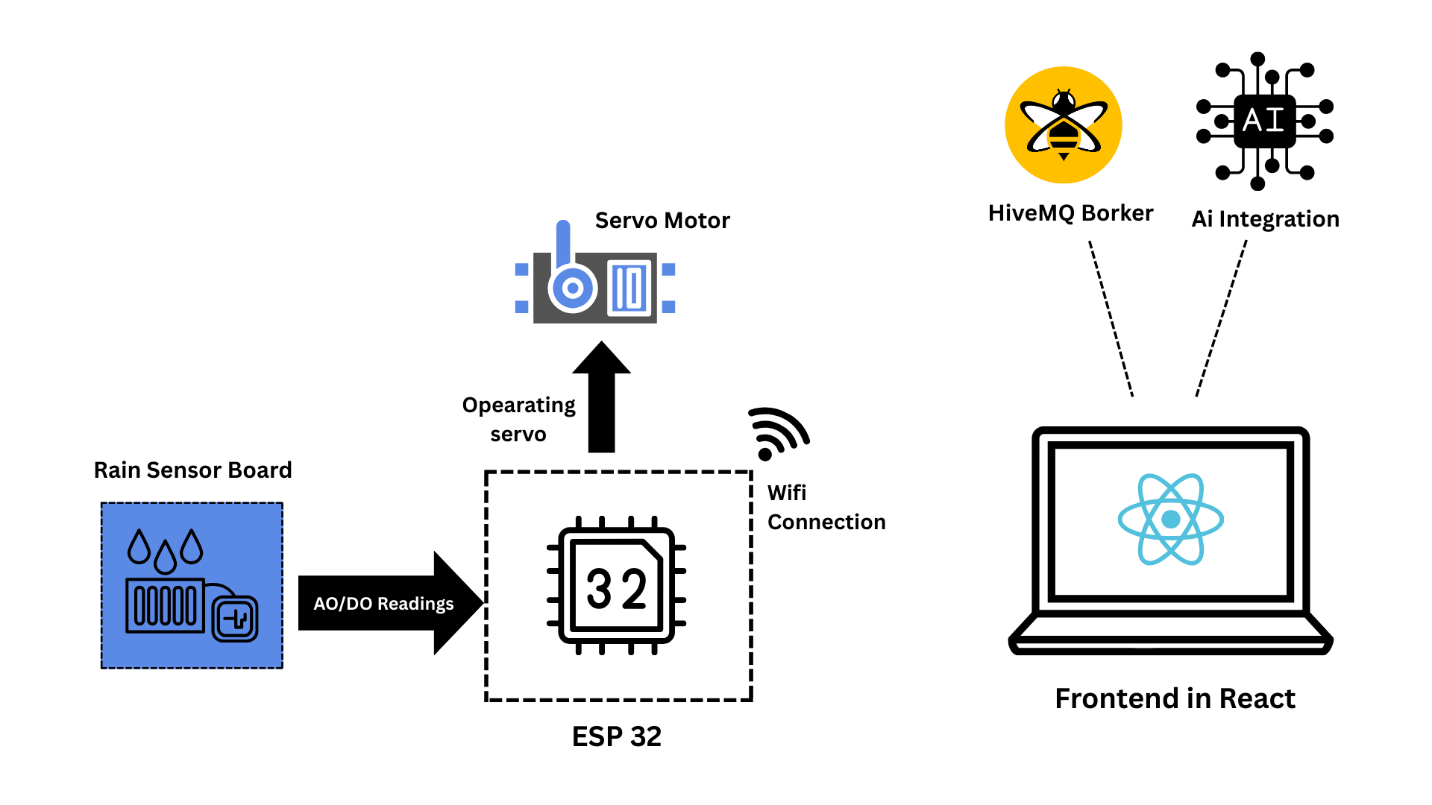 HiveMQ Borker
Ai Integration
AI
Servo Motor
Opearating
servo
Rain Sensor Board
Wifi
Connection
AO/DO Readings
32
ESP 32
Frontend in React